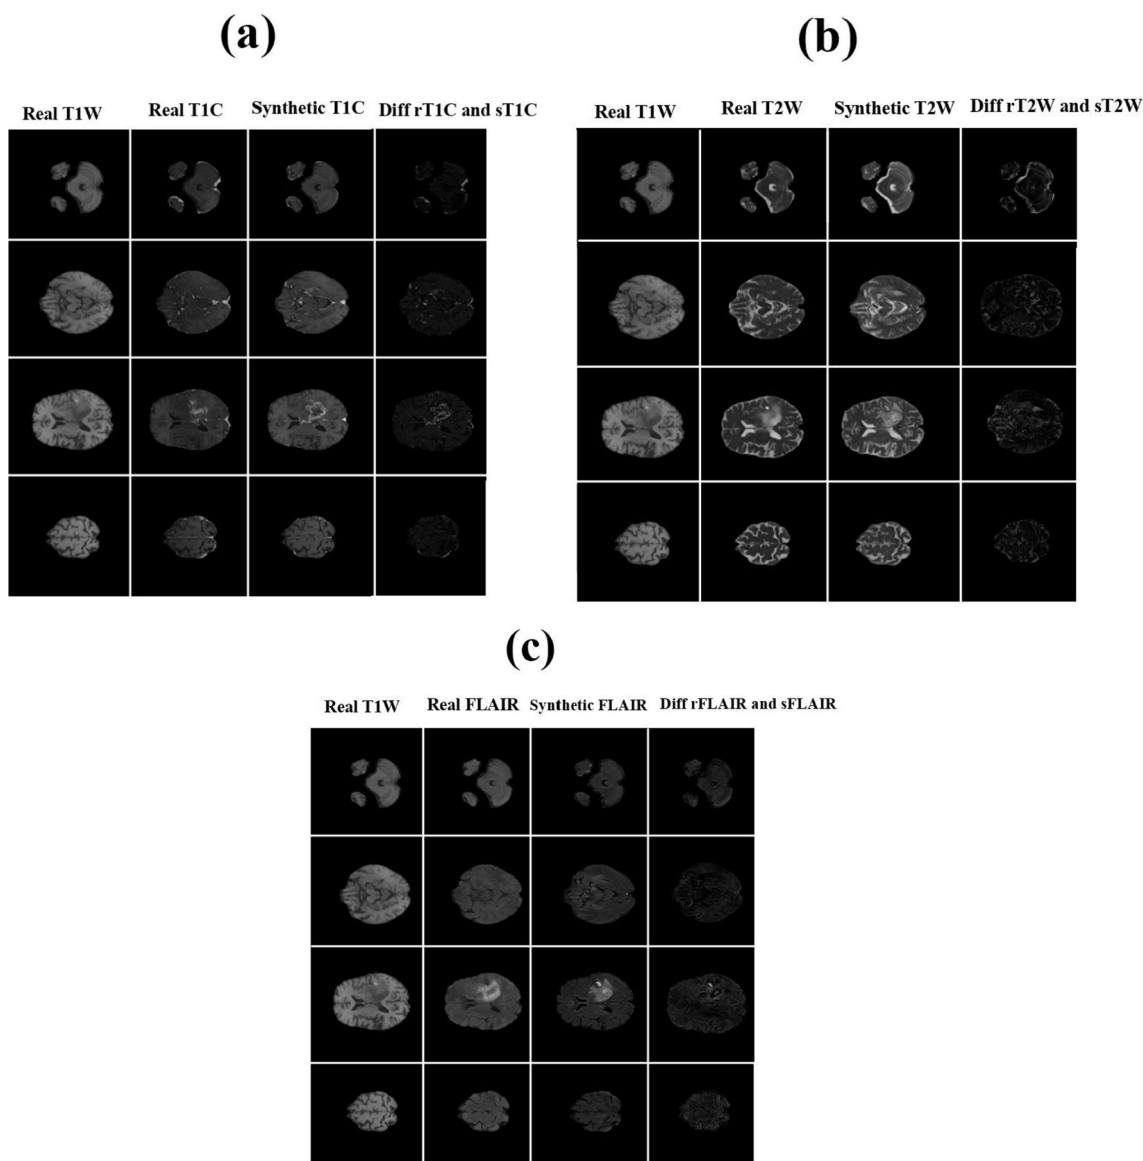 (a)
Real T1W Real T1C Synthetic T1C Diff rT1C and sT1C
(b)
Real T1W Real T2W Synthetic T2W Diff rT2W and sT2W
(c)
Real T1W Real FLAIR Synthetic FLAIR Diff rFLAIR and sFLAIR